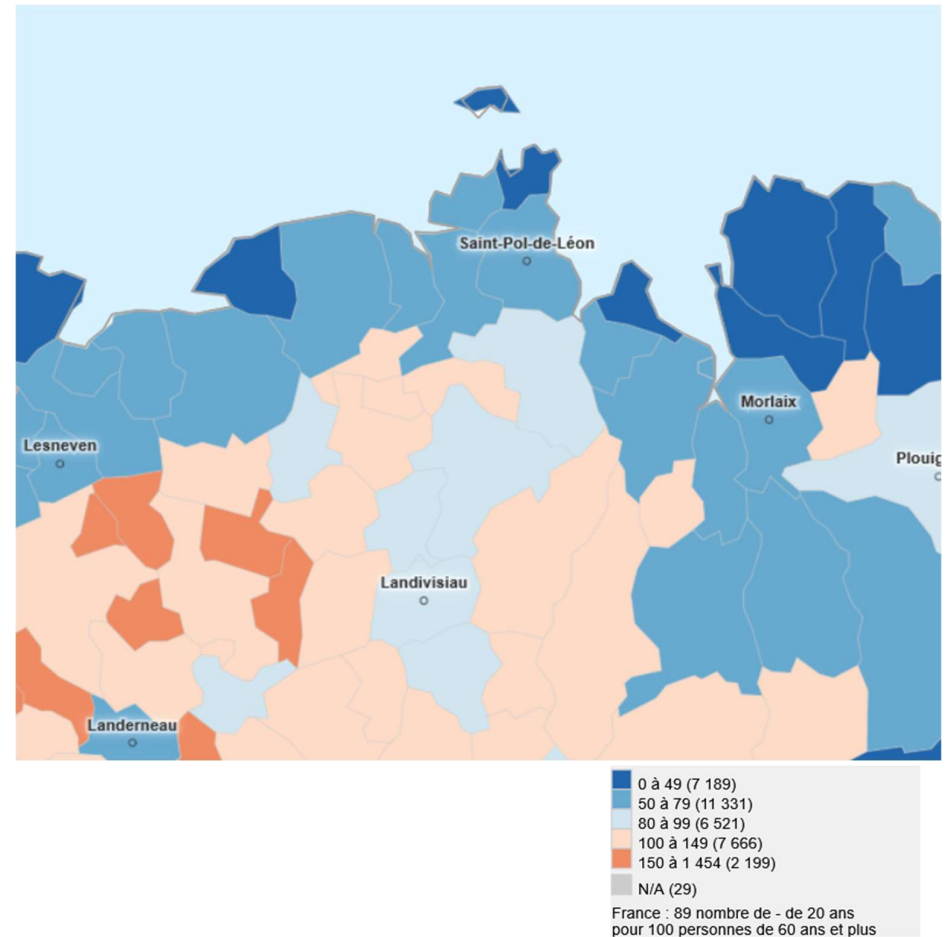 Saint-Pol-de-Léon
Morlaix
Lesneven
Plouig
Landivisiau
Landerneau
0 à 49 (7 189)
50 à 79 (11 331)
80 à 99 (6 521)
100 à 149 (7 666)
150 à 1 454 (2 199)
N/A (29)
France : 89 nombre de - de 20 ans
pour 100 personnes de 60 ans et plus